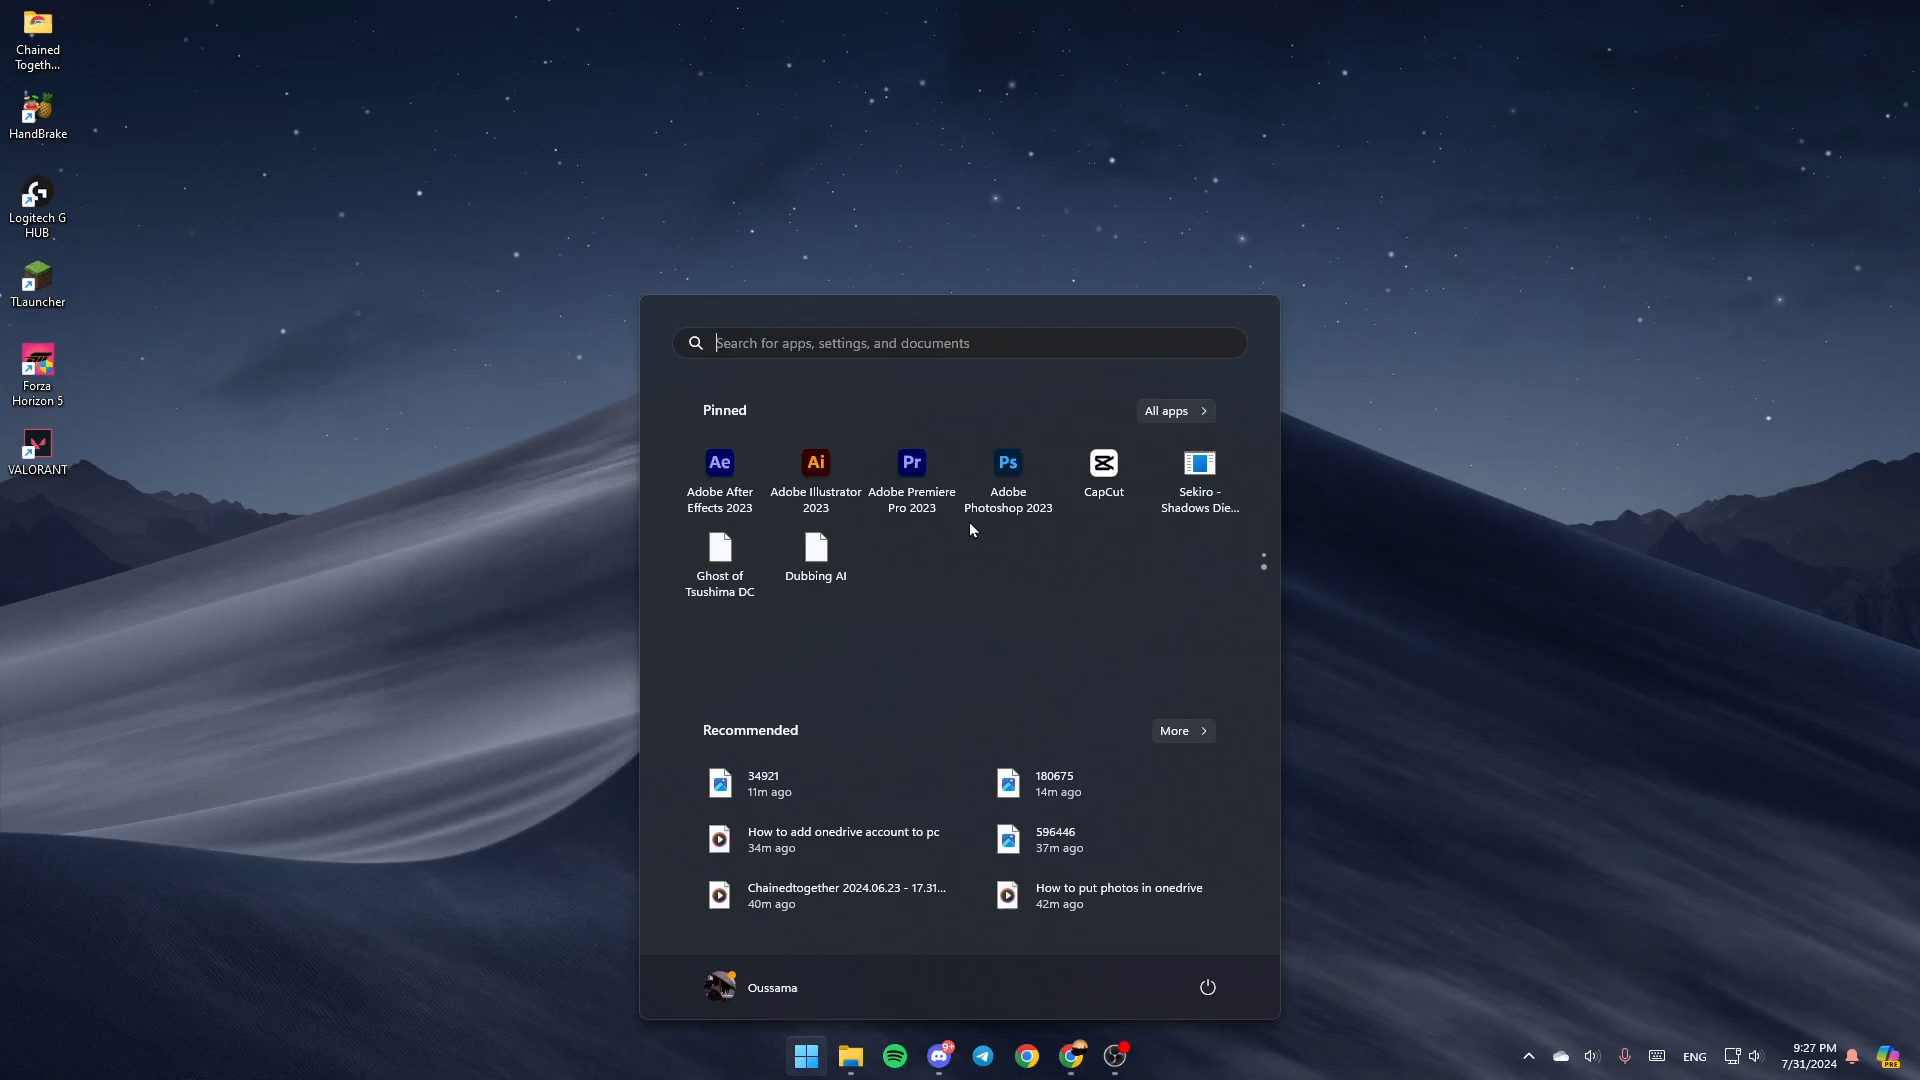 Chained
Togeth...
HandBrake
Logitech G
HUB
TLauncher
Forza
Horizon 5
VALORANT
Search for apps, settings, and documents
Pinned
All apps
Ae
Ai
Pr
Ps
Adobe After
Effects 2023
Adobe Illustrator
2023
Adobe Premiere
Pro 2023
Adobe
Photoshop 2023
CapCut
Sekiro -
Shadows Die...
Ghost of
Tsushima DC
Dubbing AI
Recommended
More
34921
11m ago
180675
14m ago
How to add onedrive account to pc
34m ago
596446
37m ago
Chainedtogether 2024.06.23 - 17.31...
40m ago
How to put photos in onedrive
42m ago
Oussama
9+
ENG
9:27 PM
7/31/2024
PRE